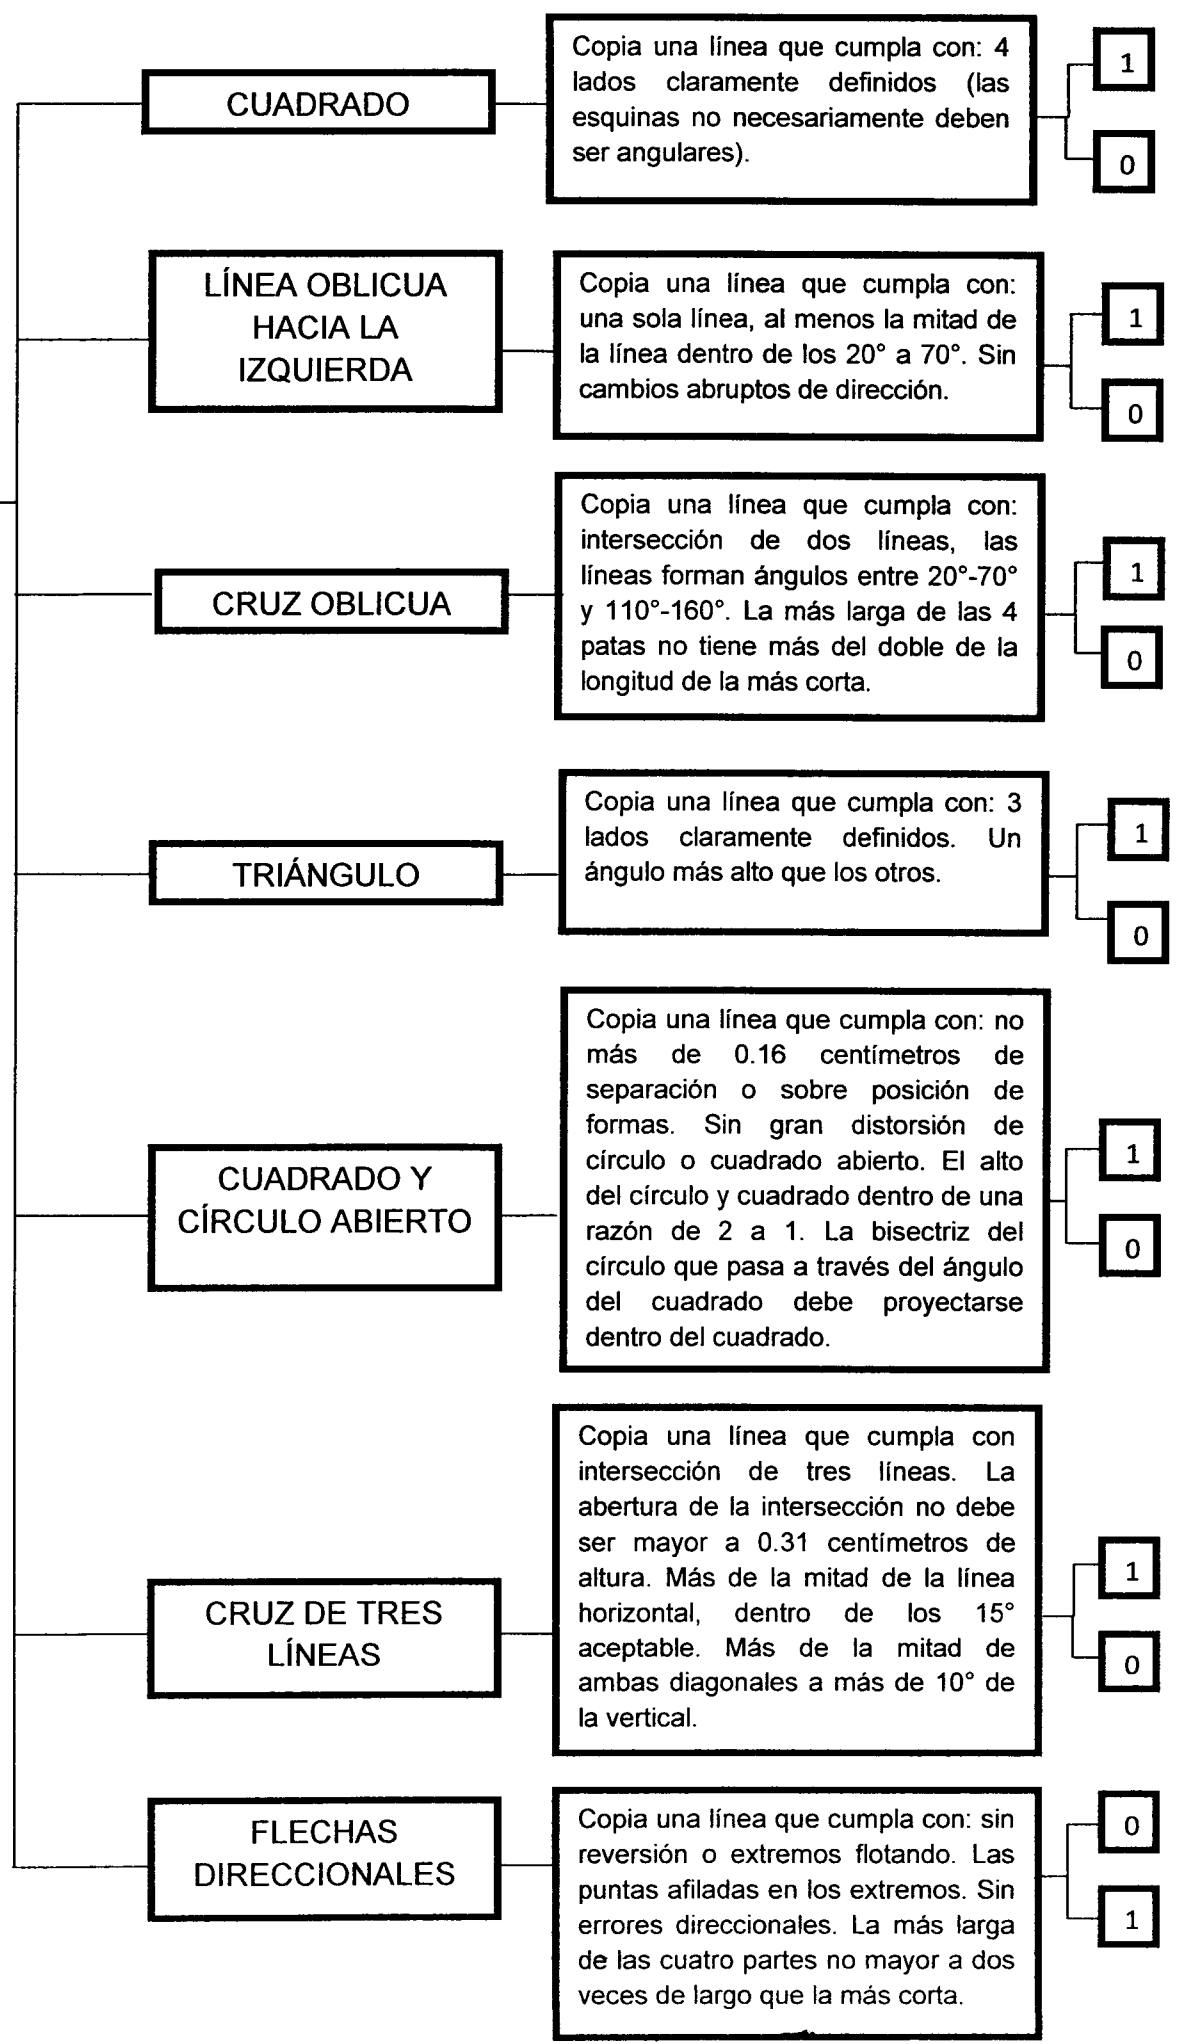 CUADRADO
Copia una línea que cumpla con: 4
lados claramente definidos (las
esquinas no necesariamente deben
ser angulares).
1
0
LÍNEA OBLICUA
HACIA LA
IZQUIERDA
Copia una línea que cumpla con:
una sola línea, al menos la mitad de
la línea dentro de los 20° a 70°. Sin
cambios abruptos de dirección.
1
0
CRUZ OBLICUA
Copia una línea que cumpla con:
intersección de dos líneas, las
líneas forman ángulos entre 20°-70°
y 110°-160°. La más larga de las 4
patas no tiene más del doble de la
longitud de la más corta.
1
0
TRIÁNGULO
Copia una línea que cumpla con: 3
lados claramente definidos. Un
ángulo más alto que los otros.
1
0
CUADRADO Y
CÍRCULO ABIERTO
Copia una línea que cumpla con: no
más de 0.16 centímetros de
separación o sobre posición de
formas. Sin gran distorsión de
círculo o cuadrado abierto. El alto
del círculo y cuadrado dentro de una
razón de 2 a 1. La bisectriz del
círculo que pasa a través del ángulo
del cuadrado debe proyectarse
dentro del cuadrado.
1
0
CRUZ DE TRES
LÍNEAS
Copia una línea que cumpla con
intersección de tres líneas. La
abertura de la intersección no debe
ser mayor a 0.31 centímetros de
altura. Más de la mitad de la línea
horizontal, dentro de los 15°
aceptable. Más de la mitad de
ambas diagonales a más de 10° de
la vertical.
1
0
FLECHAS
DIRECCIONALES
Copia una línea que cumpla con: sin
reversión o extremos flotando. Las
puntas afiladas en los extremos. Sin
errores direccionales. La más larga
de las cuatro partes no mayor a dos
veces de largo que la más corta.
0
1